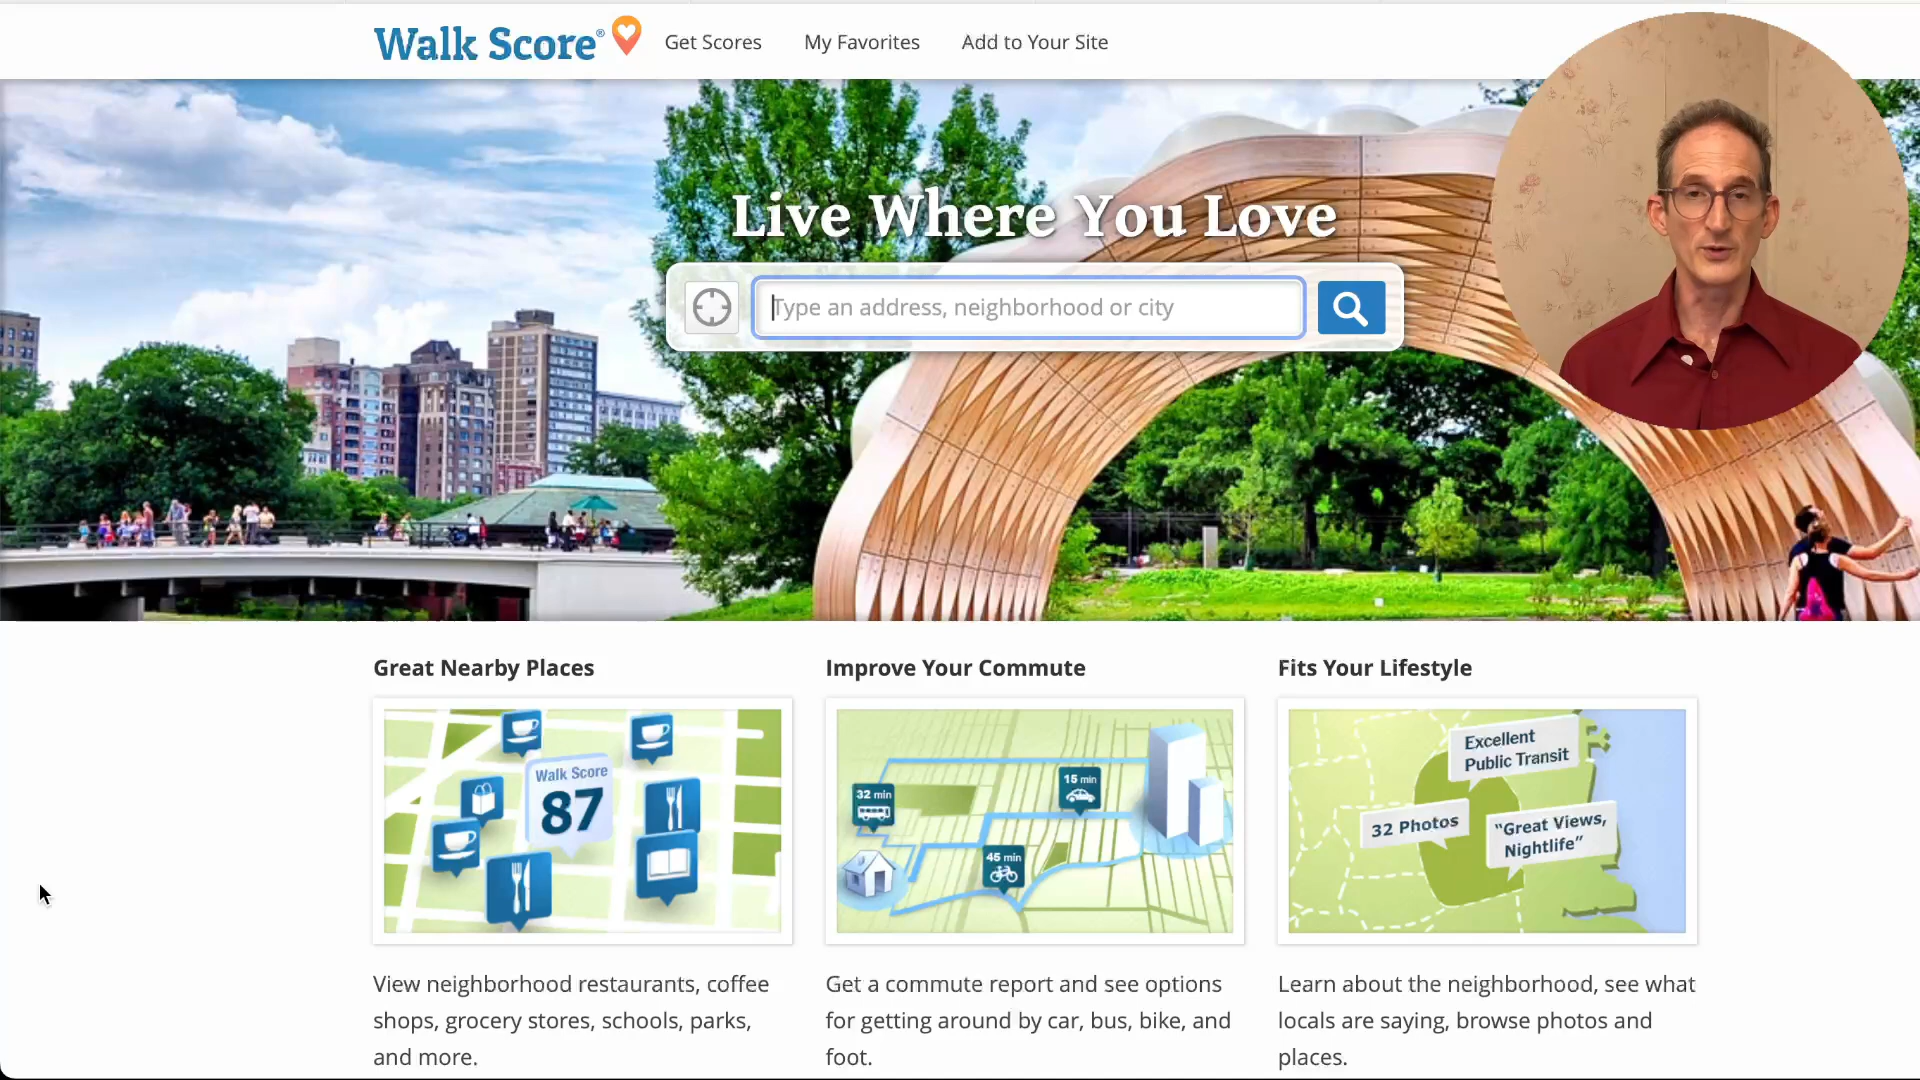 Walk Score®
Get Scores
My Favorites
Add to Your Site
Live Where You Love
Type an address, neighborhood or city
Great Nearby Places
Improve Your Commute
Fits Your Lifestyle
Walk Score
87
32 min
15 min
45 min
Excellent
Public Transit
32 Photos
"Great Views,
Nightlife"
View neighborhood restaurants, coffee
shops, grocery stores, schools, parks,
and more.
Get a commute report and see options
for getting around by car, bus, bike, and
foot.
Learn about the neighborhood, see what
locals are saying, browse photos and
places.